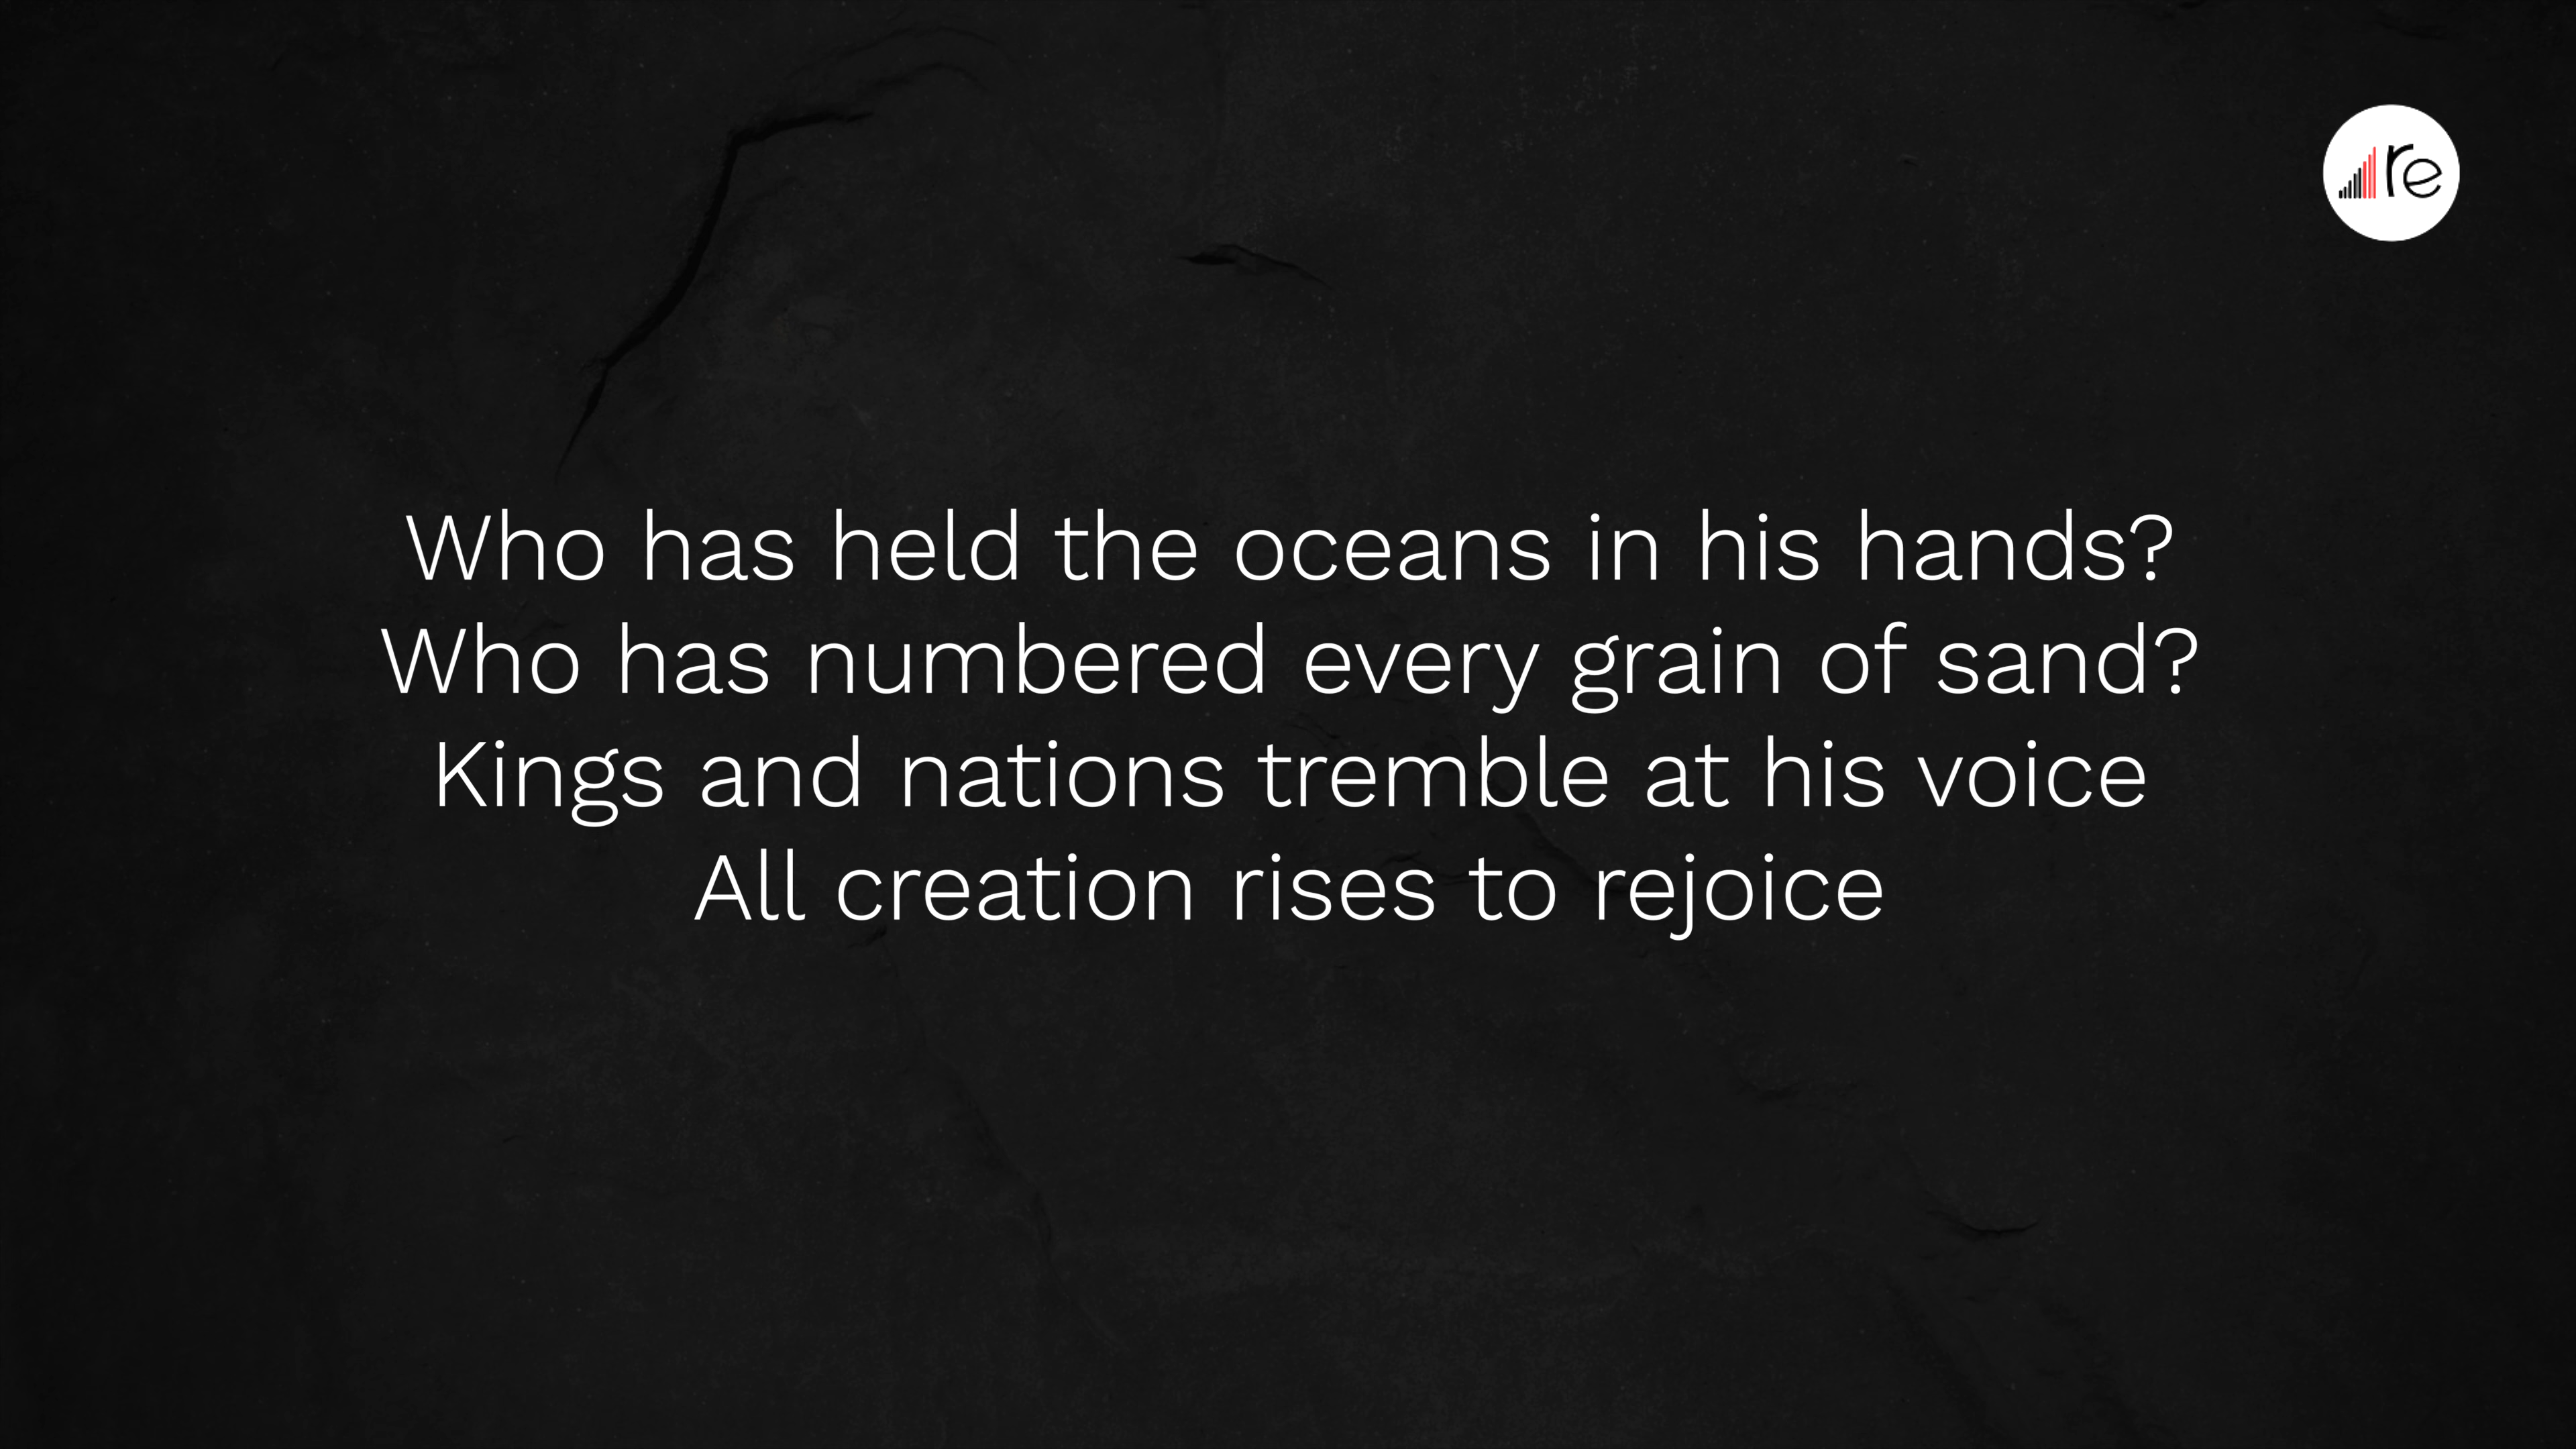 re
Who has held the oceans in his hands?
Who has numbered every grain of sand?
Kings and nations tremble at his voice
All creation rises to rejoice